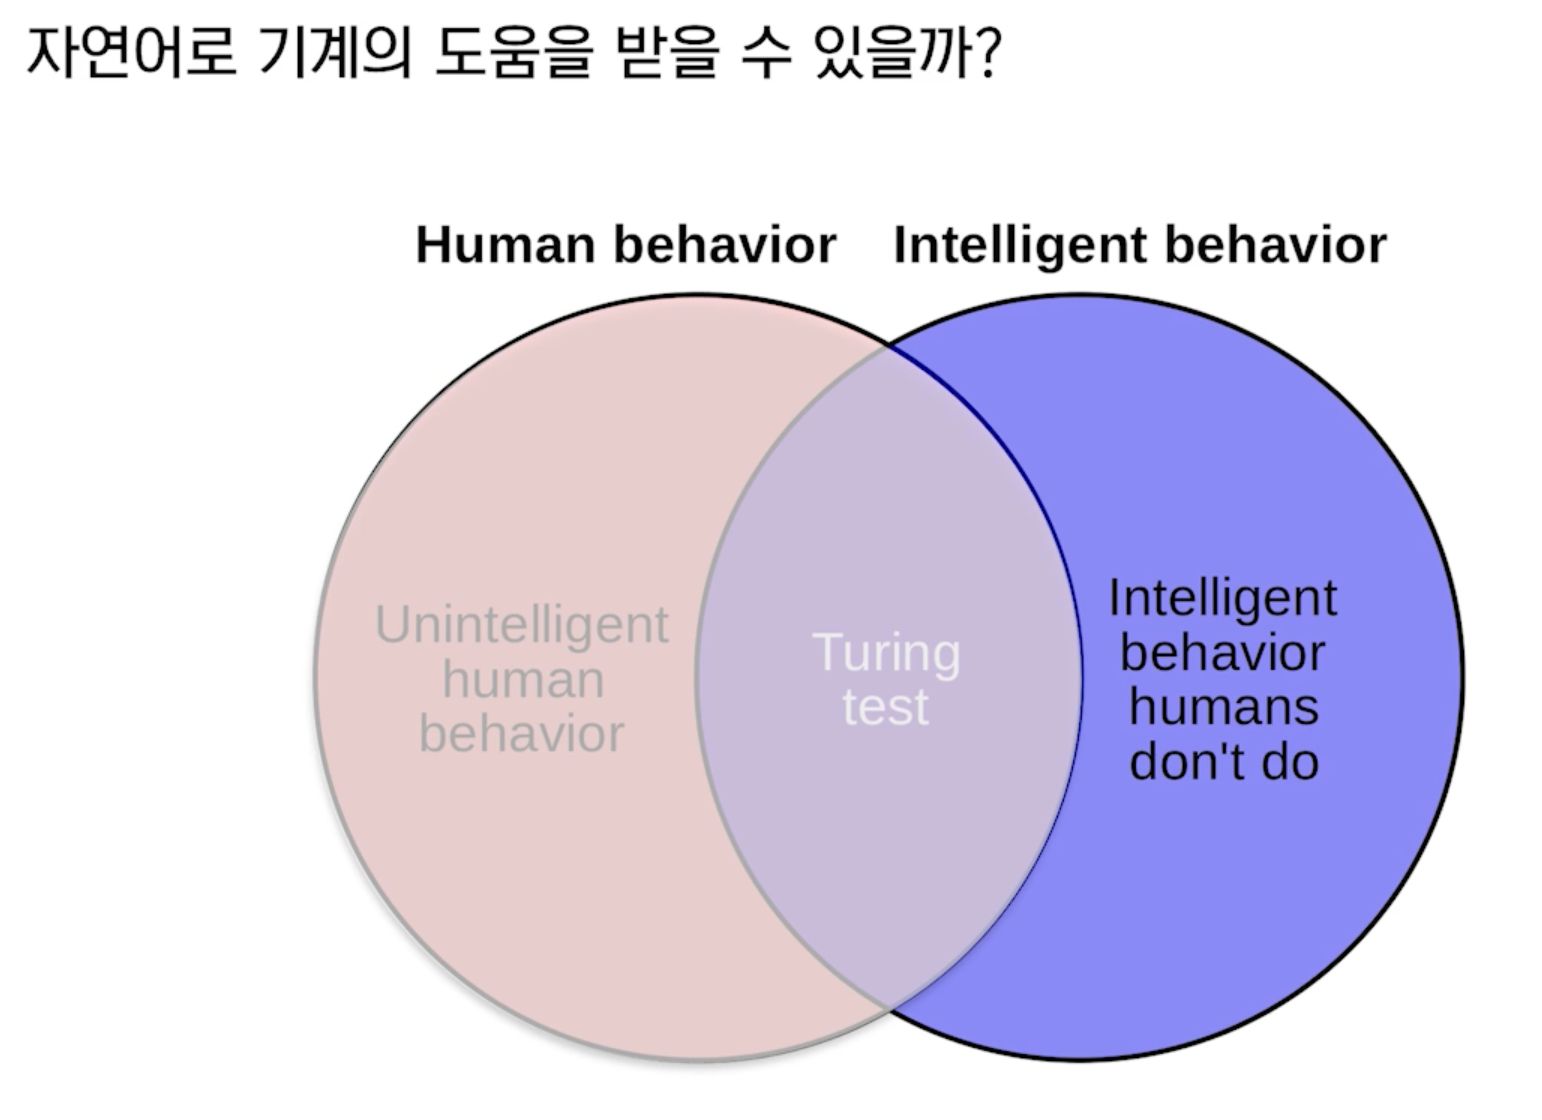 자연어로 기계의 도움을 받을 수 있을까?
Human behavior
Intelligent behavior
Unintelligent
human
behavior
Turing
test
Intelligent
behavior
humans
don't do